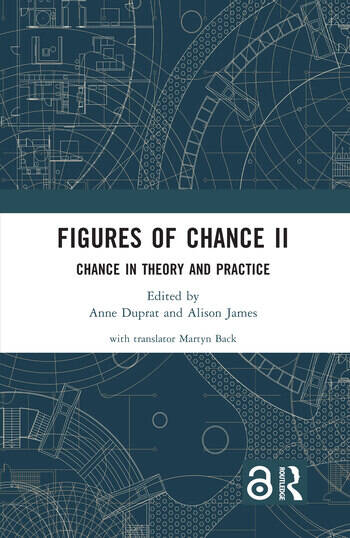 FIGURES OF CHANCE II
CHANCE IN THEORY AND PRACTICE
Edited by
Anne Duprat and Alison James
with translator Martyn Back
ROUTLEDGE